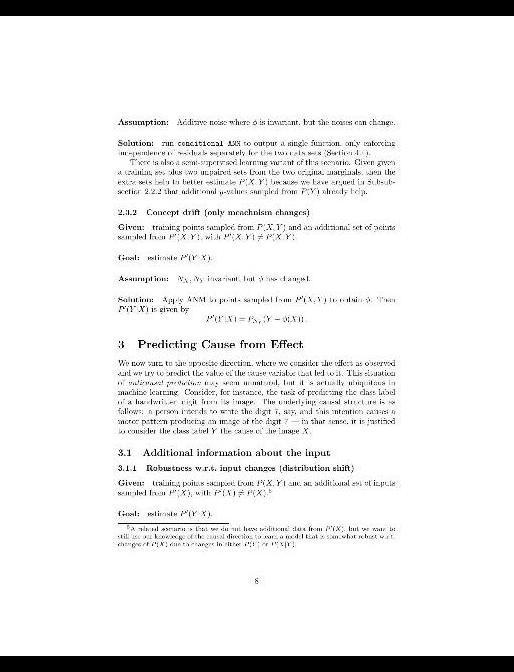 Assumption: Additive noise where ϕ is invariant, but the noises can change.
Solution: run conditional ANM to output a single function, only enforcing
independence of residuals separately for the two data sets (Section 4.4).
There is also a semi-supervised learning variant of this scenario. Given given
a training set plus two unpaired sets from the two original marginals, then the
extra sets help to better estimate P(X, Y) because we have argued in Subsub-
section 2.2.2 that additional y-values sampled from P(Y) already help.
2.3.2 Concept drift (only mechanism changes)
Given: training points sampled from P(X, Y) and an additional set of points
sampled from P′(X, Y), with P′(X, Y) ≠ P(X, Y).
Goal: estimate P′(Y|X).
Assumption: N_X, N_Y invariant, but ϕ has changed.
Solution: Apply ANM to points sampled from P′(X, Y) to obtain ϕ. Then
P′(Y|X) is given by
P′(Y|X) = P_{N_Y}(Y − ϕ(X)).
3 Predicting Cause from Effect
We now turn to the opposite direction, where we consider the effect as observed
and we try to predict the value of the cause variable that led to it. This situation
of anticausal prediction may seem unnatural, but it is actually ubiquitous in
machine learning. Consider, for instance, the task of predicting the class label
of a handwritten digit from its image. The underlying causal structure is as
follows: a person intends to write the digit 7, say, and this intention causes a
motor pattern producing an image of the digit 7 — in that sense, it is justified
to consider the class label Y the cause of the image X.
3.1 Additional information about the input
3.1.1 Robustness w.r.t. input changes (distribution shift)
Given: training points sampled from P(X, Y) and an additional set of inputs
sampled from P′(X), with P′(X) ≠ P(X).⁵
Goal: estimate P′(Y|X).
⁵A related scenario is that we do not have additional data from P′(X), but we want to
still use our knowledge of the causal direction to learn a model that is somewhat robust w.r.t.
changes of P(X) due to changes in either P(Y) or P(X|Y).
8